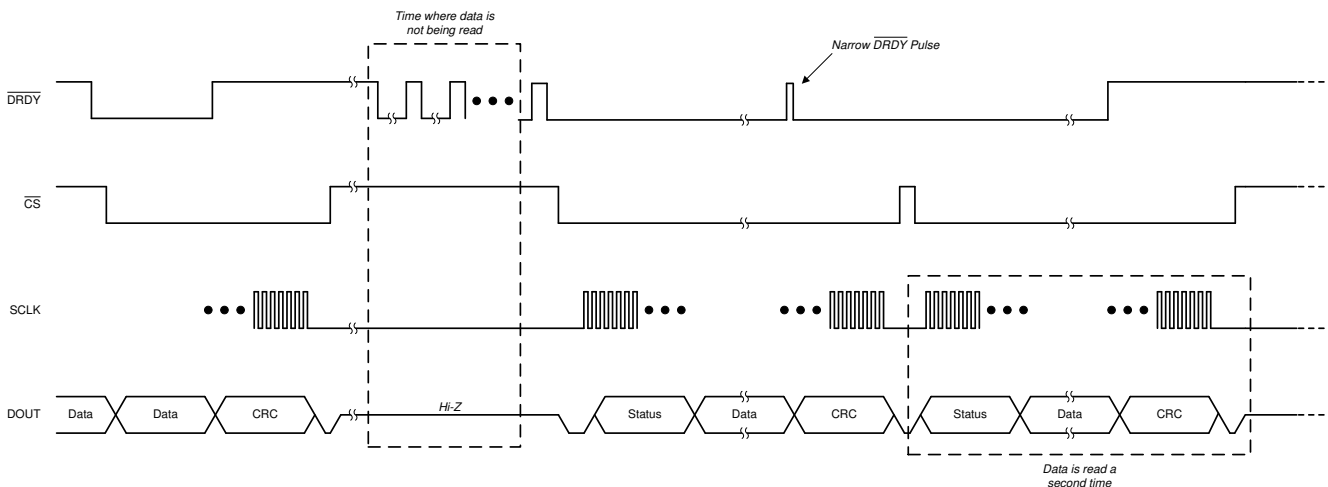 Time where data is
not being read
Narrow DRDY Pulse
DRDY
CS
SCLK
DOUT Data Data CRC Hi-Z Status Data CRC Status Data CRC
Data is read a
second time